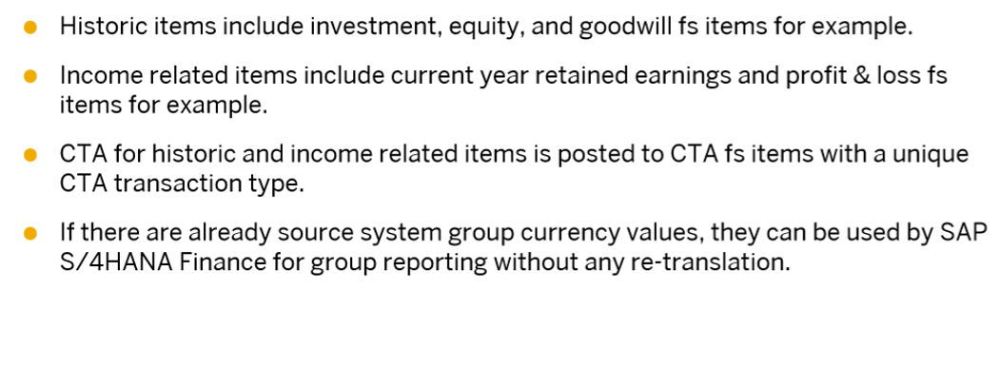 Historic items include investment, equity, and goodwill fs items for example.
Income related items include current year retained earnings and profit & loss fs
items for example.
CTA for historic and income related items is posted to CTA fs items with a unique
CTA transaction type.
If there are already source system group currency values, they can be used by SAP
S/4HANA Finance for group reporting without any re-translation.